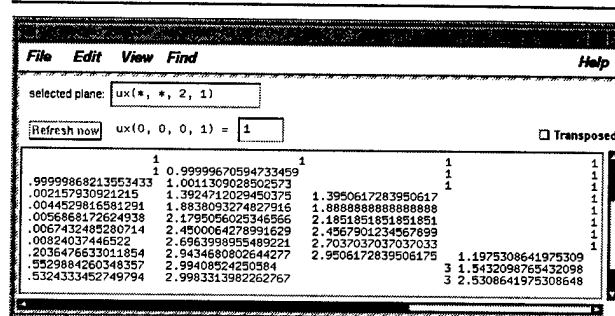 File Edit View Find Help
selected plane: ux(*, *, 2, 1)
Refresh now ux(0, 0, 0, 1) = 1 Transposed
1 1 1 1
1 0.99999670594733459 1 1
.99999868213553433 1.0011309028502573 1 1
.002157930921215 1.3924712029450375 1.3950617283950617 1
.0044529816581291 1.8838093274827916 1.8888888888888888 1
.0056868172624938 2.1795056025346566 2.1851851851851851 1
.0067432485280714 2.4500064278991629 2.4567901234567899 1
.00824037446522 2.6963998955489221 2.7037037037037033 1
.2036476633011854 2.9434680802644277 2.9506172839506175 1.1975308641975309
.5529884260348357 2.99408524250584 3 1.5432098765432098
.5324333452749794 2.9983313982262767 3 2.5308641975308648